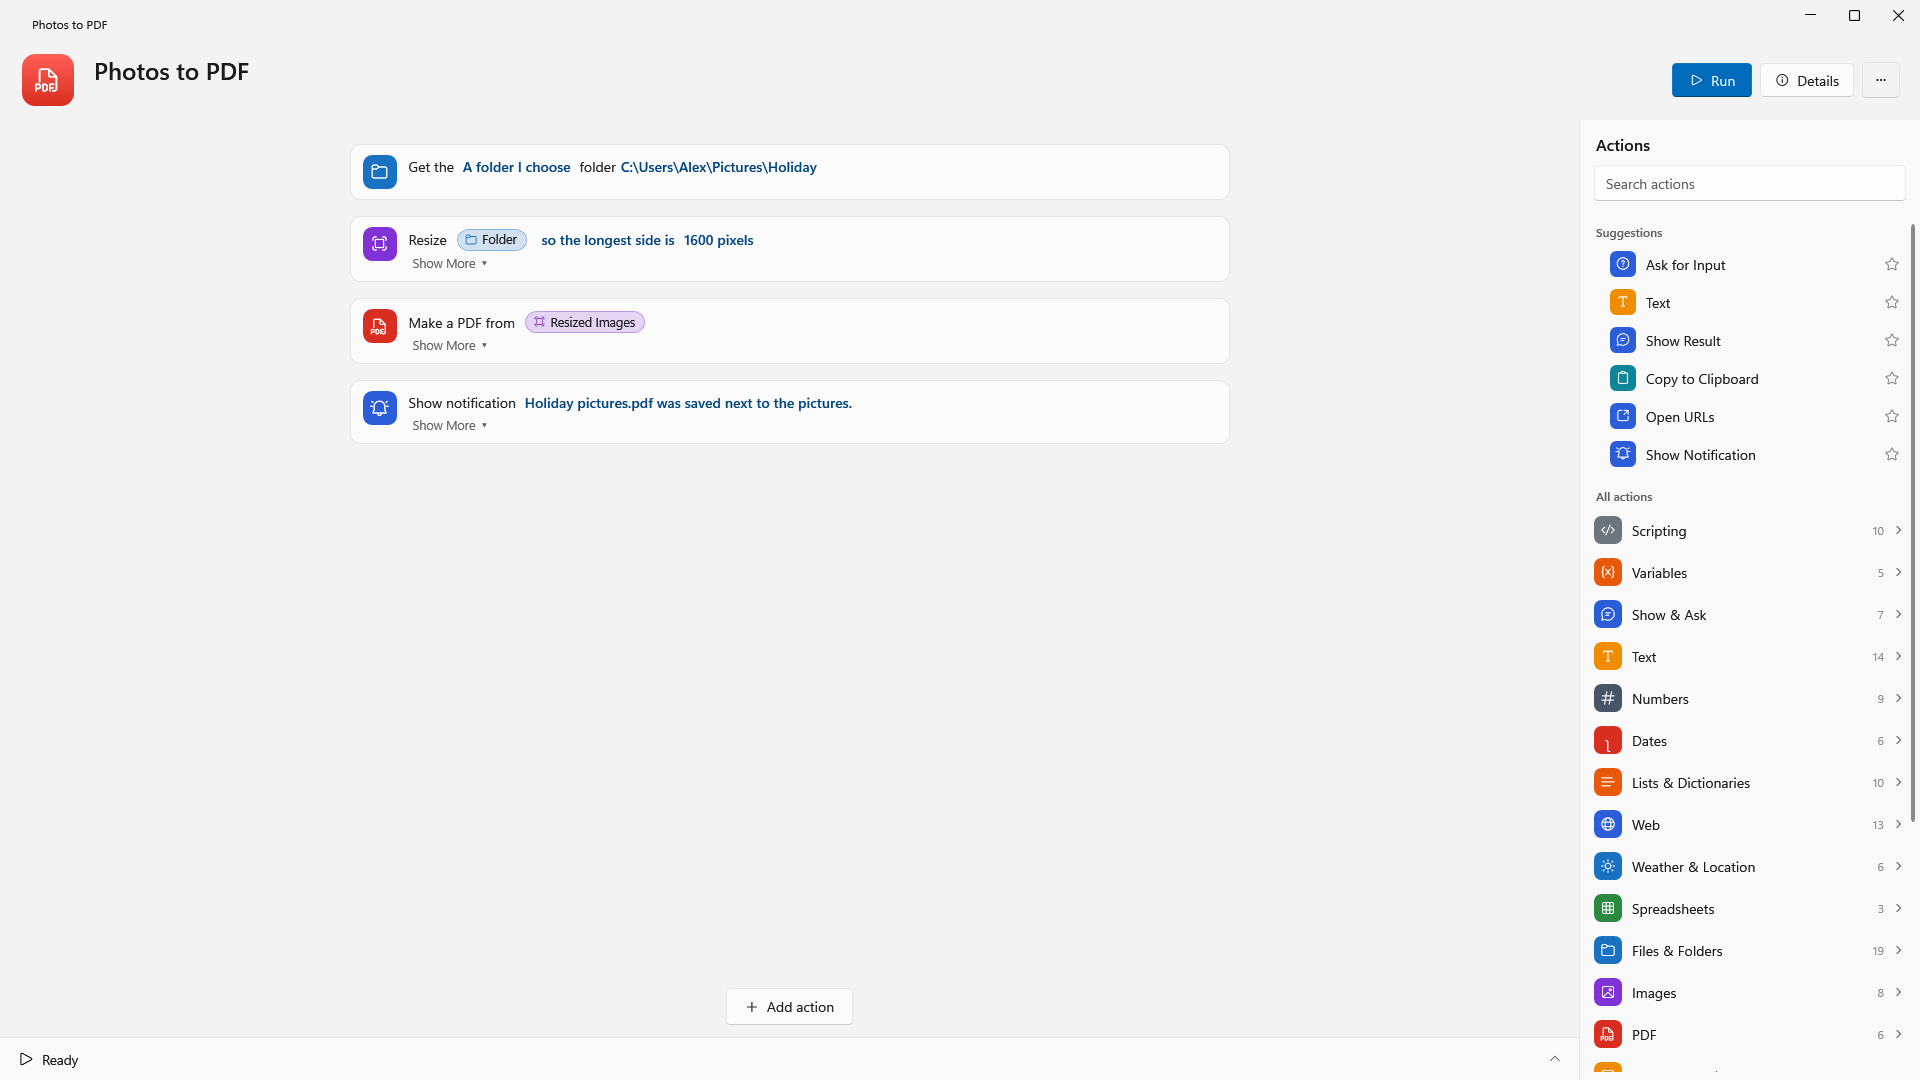 Photos to PDF
Photos to PDF
Run
Details
Get the A folder I choose folder C:\Users\Alex\Pictures\Holiday
Resize Folder so the longest side is 1600 pixels
Show More
Make a PDF from Resized Images
Show More
Show notification Holiday pictures.pdf was saved next to the pictures.
Show More
Add action
Ready
Actions
Search actions
Suggestions
Ask for Input
Text
Show Result
Copy to Clipboard
Open URLs
Show Notification
All actions
Scripting 10
Variables 5
Show & Ask 7
Text 14
Numbers 9
Dates 6
Lists & Dictionaries 10
Web 13
Weather & Location 6
Spreadsheets 3
Files & Folders 19
Images 8
PDF 6